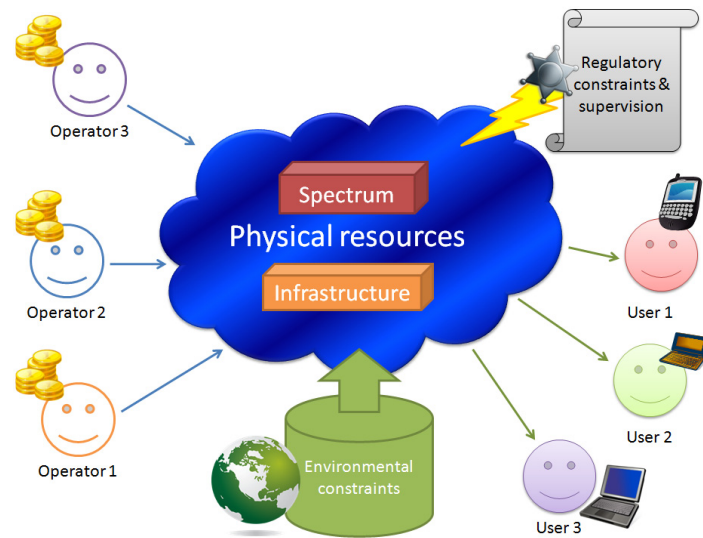 Regulatory
constraints &
supervision
Operator 3
Spectrum
Physical resources
Operator 2
Infrastructure
User 1
Operator 1
Environmental
constraints
User 2
User 3